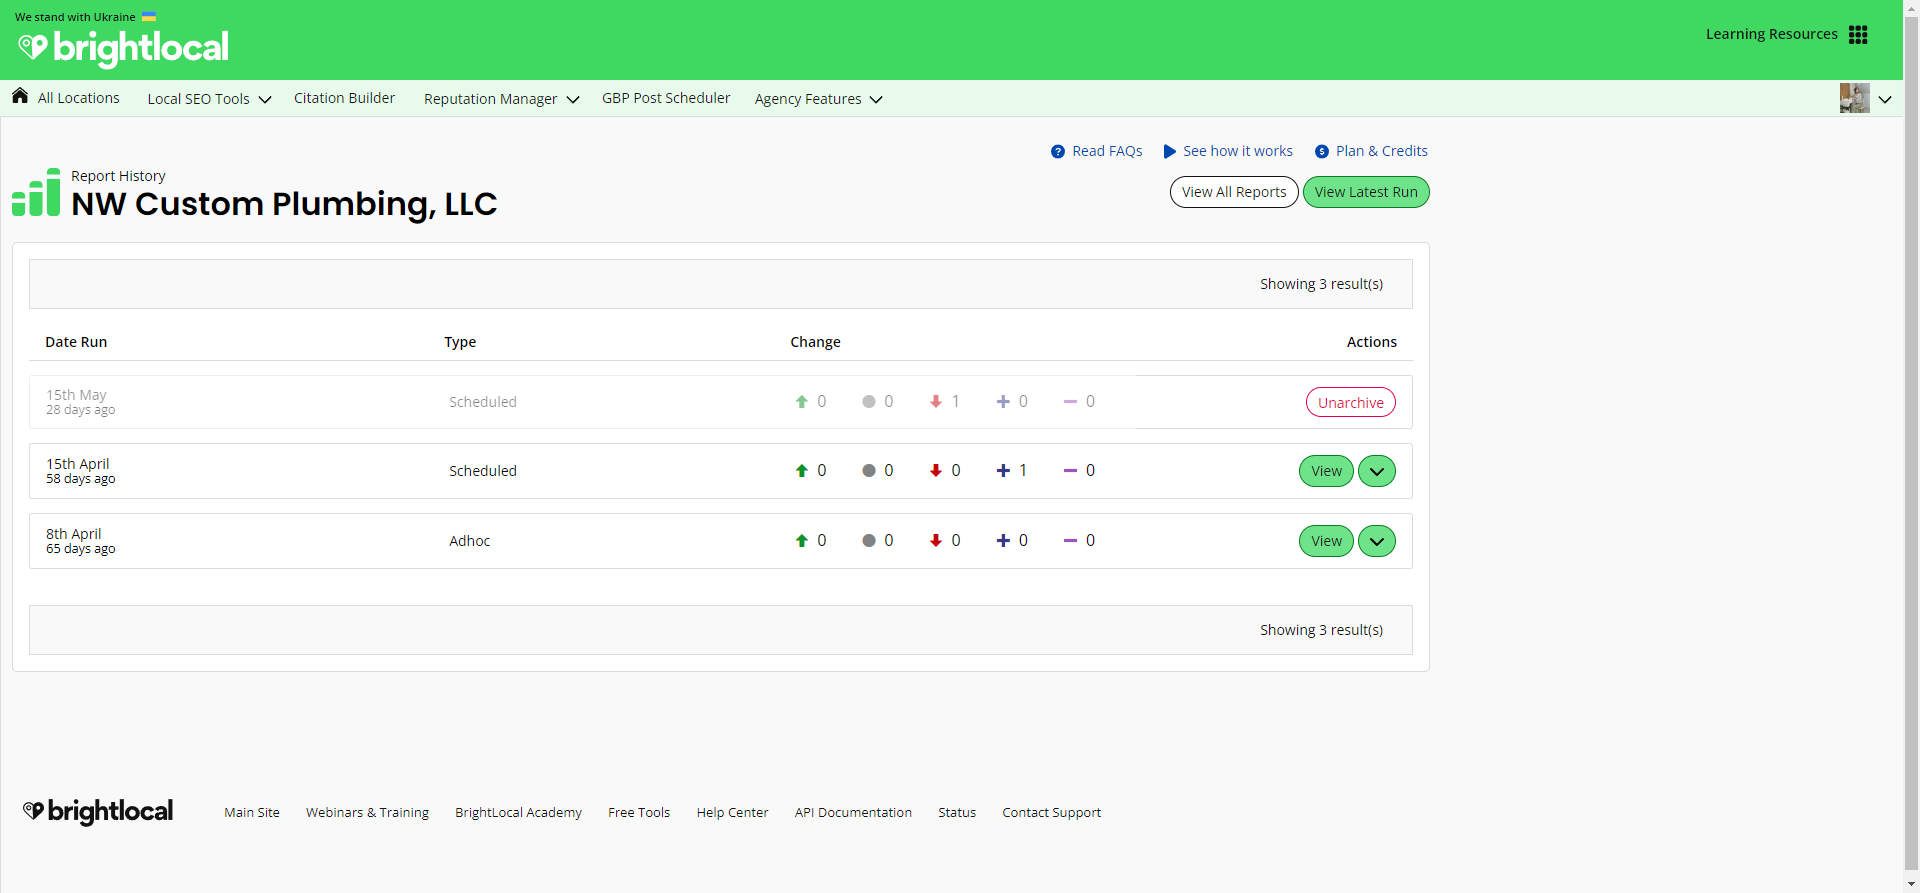 We stand with Ukraine
brightlocal
Learning Resources
All Locations Local SEO Tools Citation Builder Reputation Manager GBP Post Scheduler Agency Features
Read FAQs See how it works Plan & Credits
Report History
NW Custom Plumbing, LLC
View All Reports View Latest Run
Showing 3 result(s)
Date Run Type Change Actions
15th May
28 days ago
Scheduled 0 0 1 0 0 Unarchive
15th April
58 days ago
Scheduled 0 0 0 1 0 View
8th April
65 days ago
Adhoc 0 0 0 0 0 View
Showing 3 result(s)
brightlocal Main Site Webinars & Training BrightLocal Academy Free Tools Help Center API Documentation Status Contact Support